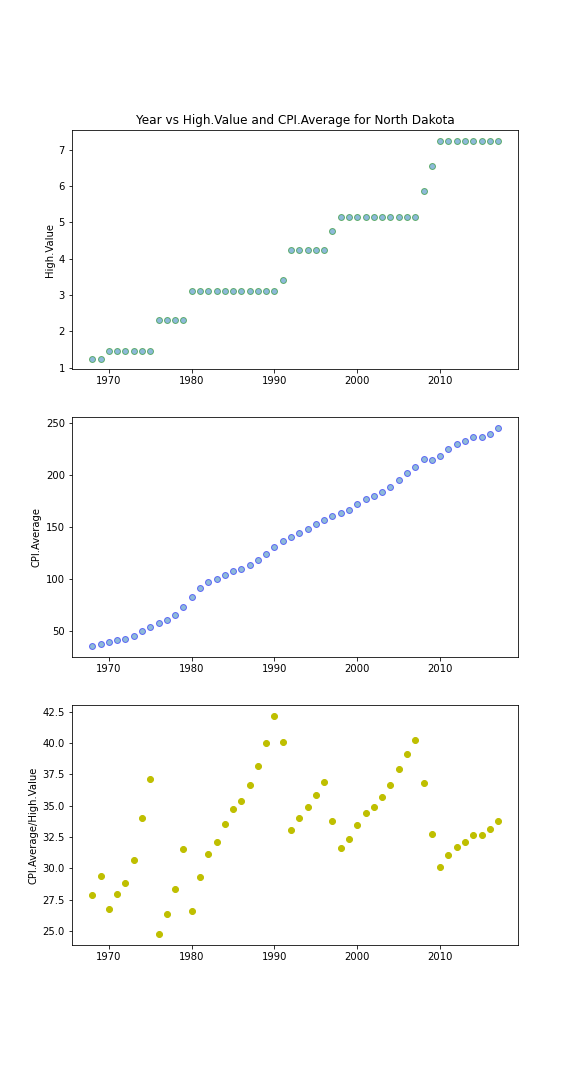 Year vs High.Value and CPI.Average for North Dakota
7
6
5
4
3
2
1
High.Value
1970 1980 1990 2000 2010
250
200
150
100
50
CPI.Average
1970 1980 1990 2000 2010
42.5
40.0
37.5
35.0
32.5
30.0
27.5
25.0
CPI.Average/High.Value
1970 1980 1990 2000 2010